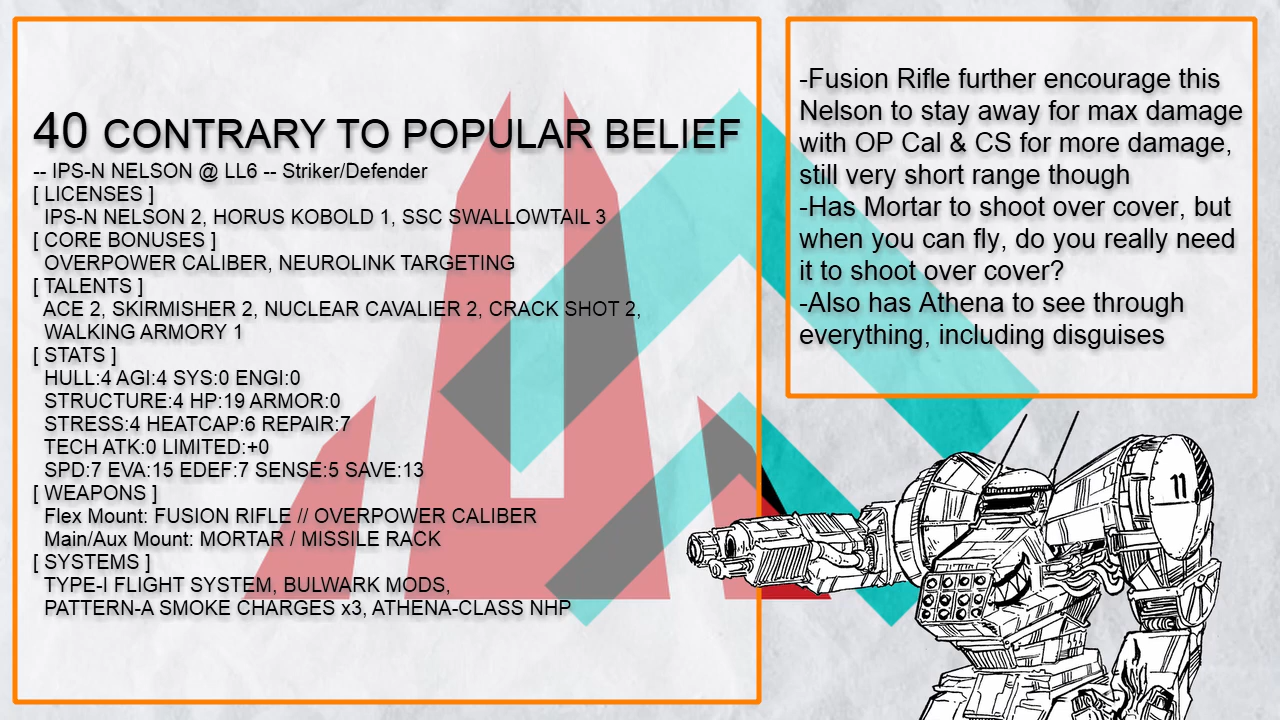 40 CONTRARY TO POPULAR BELIEF
-- IPS-N NELSON @ LL6 -- Striker/Defender
[ LICENSES ]
IPS-N NELSON 2, HORUS KOBOLD 1, SSC SWALLOWTAIL 3
[ CORE BONUSES ]
OVERPOWER CALIBER, NEUROLINK TARGETING
[ TALENTS ]
ACE 2, SKIRMISHER 2, NUCLEAR CAVALIER 2, CRACK SHOT 2,
WALKING ARMORY 1
[ STATS ]
HULL:4 AGI:4 SYS:0 ENGI:0
STRUCTURE:4 HP:19 ARMOR:0
STRESS:4 HEATCAP:6 REPAIR:7
TECH ATK:0 LIMITED:+0
SPD:7 EVA:15 EDEF:7 SENSE:5 SAVE:13
[ WEAPONS ]
Flex Mount: FUSION RIFLE // OVERPOWER CALIBER
Main/Aux Mount: MORTAR / MISSILE RACK
[ SYSTEMS ]
TYPE-I FLIGHT SYSTEM, BULWARK MODS,
PATTERN-A SMOKE CHARGES x3, ATHENA-CLASS NHP
-Fusion Rifle further encourage this
Nelson to stay away for max damage
with OP Cal & CS for more damage,
still very short range though
-Has Mortar to shoot over cover, but
when you can fly, do you really need
it to shoot over cover?
-Also has Athena to see through
everything, including disguises
11